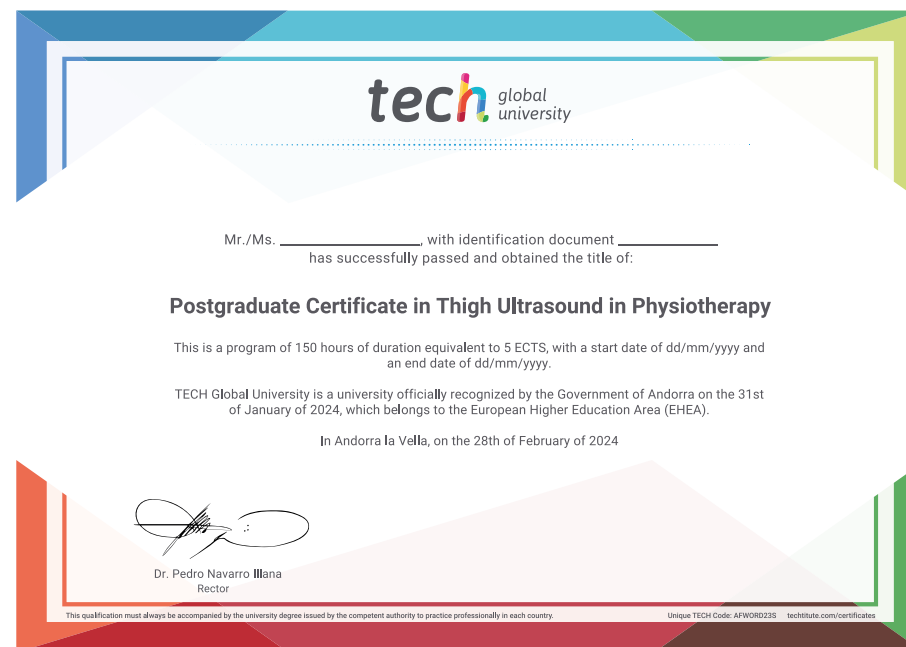 tech global university
Mr./Ms. ____________, with identification document ____________
has successfully passed and obtained the title of:
Postgraduate Certificate in Thigh Ultrasound in Physiotherapy
This is a program of 150 hours of duration equivalent to 5 ECTS, with a start date of dd/mm/yyyy and
an end date of dd/mm/yyyy.
TECH Global University is a university officially recognized by the Government of Andorra on the 31st
of January of 2024, which belongs to the European Higher Education Area (EHEA).
In Andorra la Vella, on the 28th of February of 2024
Dr. Pedro Navarro Illana
Rector
This qualification must always be accompanied by the university degree issued by the competent authority to practice professionally in each country.
Unique TECH Code: AFWORD23S techtitute.com/certificates